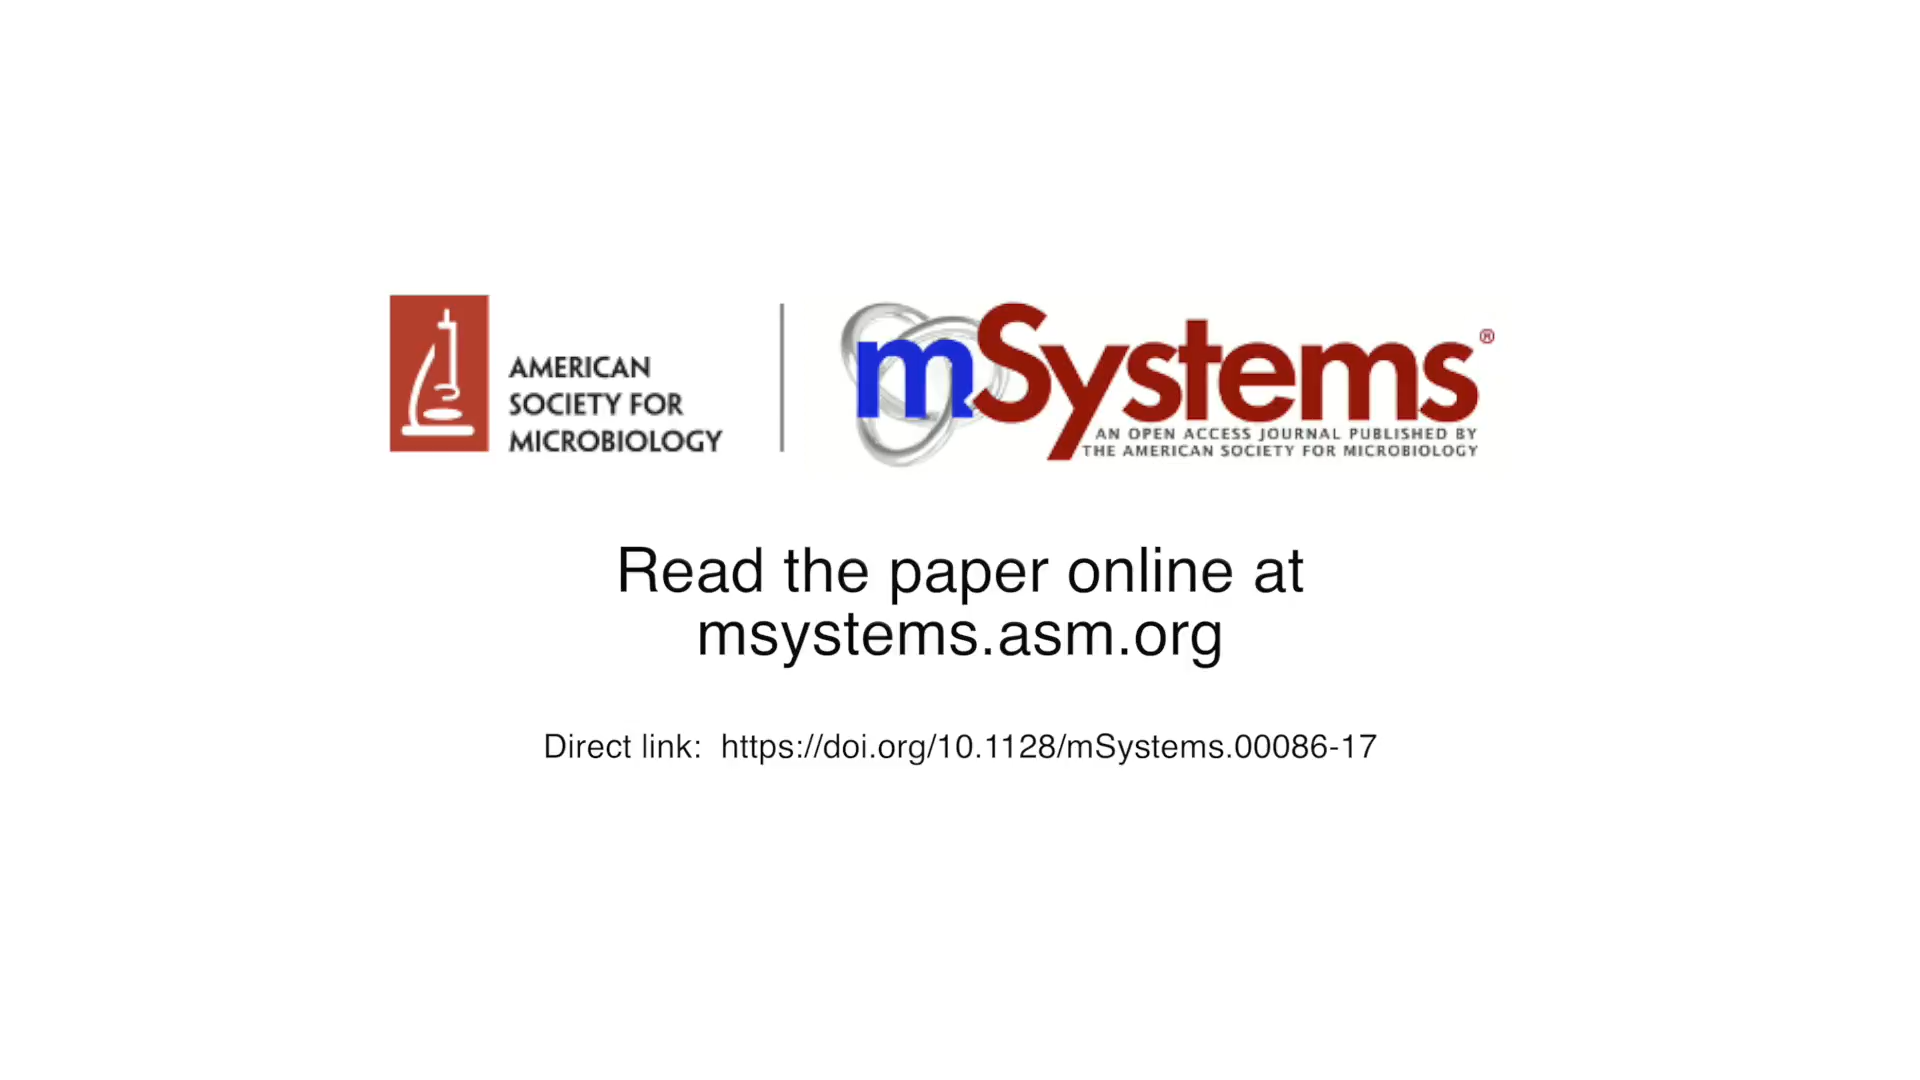 AMERICAN
SOCIETY FOR
MICROBIOLOGY
mSystems®
AN OPEN ACCESS JOURNAL PUBLISHED BY
THE AMERICAN SOCIETY FOR MICROBIOLOGY
Read the paper online at
msystems.asm.org
Direct link: https://doi.org/10.1128/mSystems.00086-17